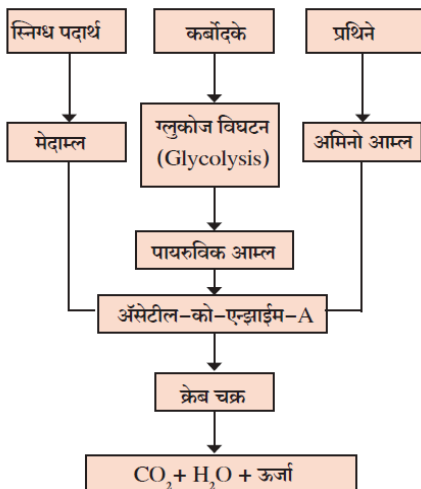 स्निग्ध पदार्थ
कर्बोदके
प्रथिने
मेदाम्ल
ग्लुकोज विघटन
(Glycolysis)
अमिनो आम्ल
पायरुविक आम्ल
ॲसेटील-को-एन्झाईम-A
क्रेब चक्र
CO₂+ H₂O + ऊर्जा